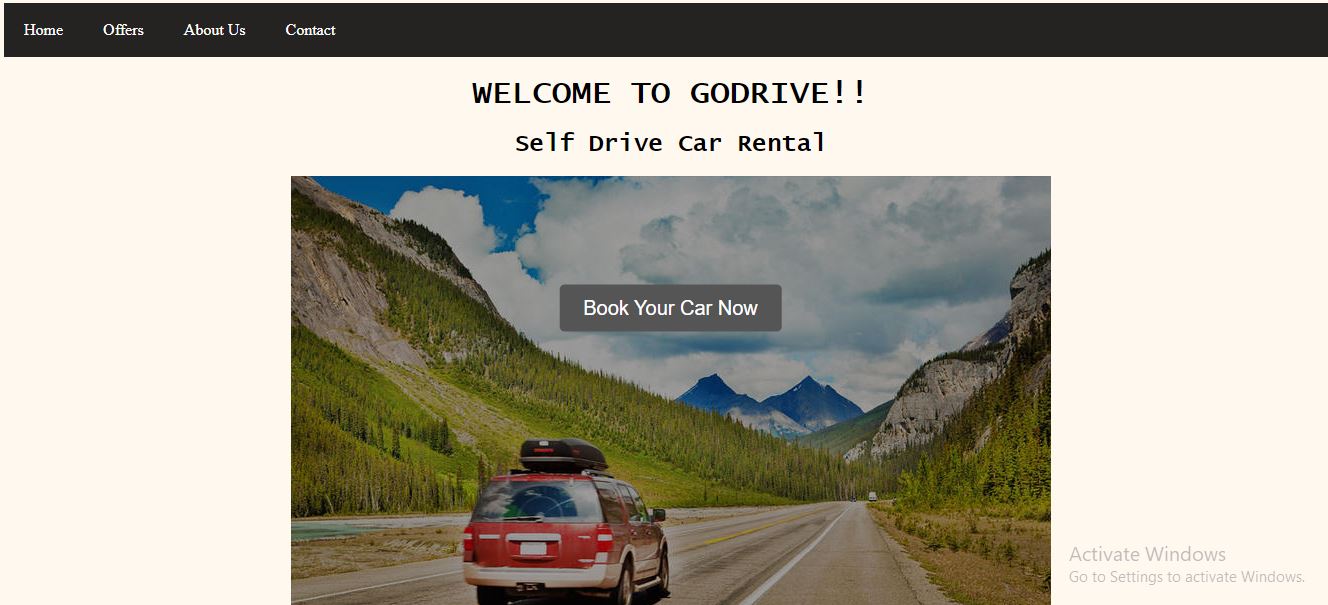 Home Offers About Us Contact
WELCOME TO GODRIVE!!
Self Drive Car Rental
Book Your Car Now
Activate Windows
Go to Settings to activate Windows.